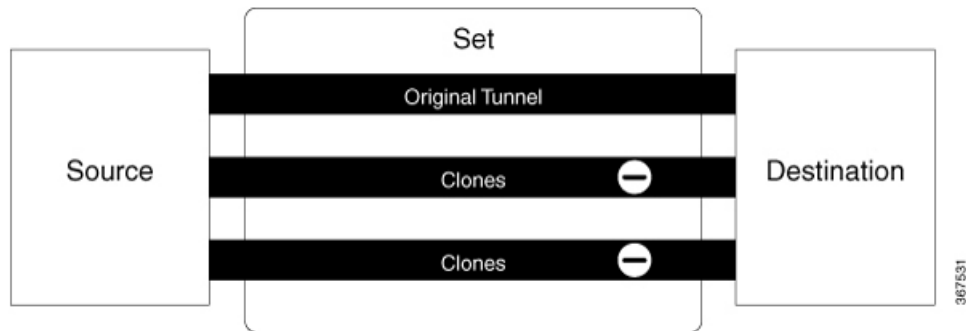 Set
Original Tunnel
Source
Clones
Destination
Clones
367531